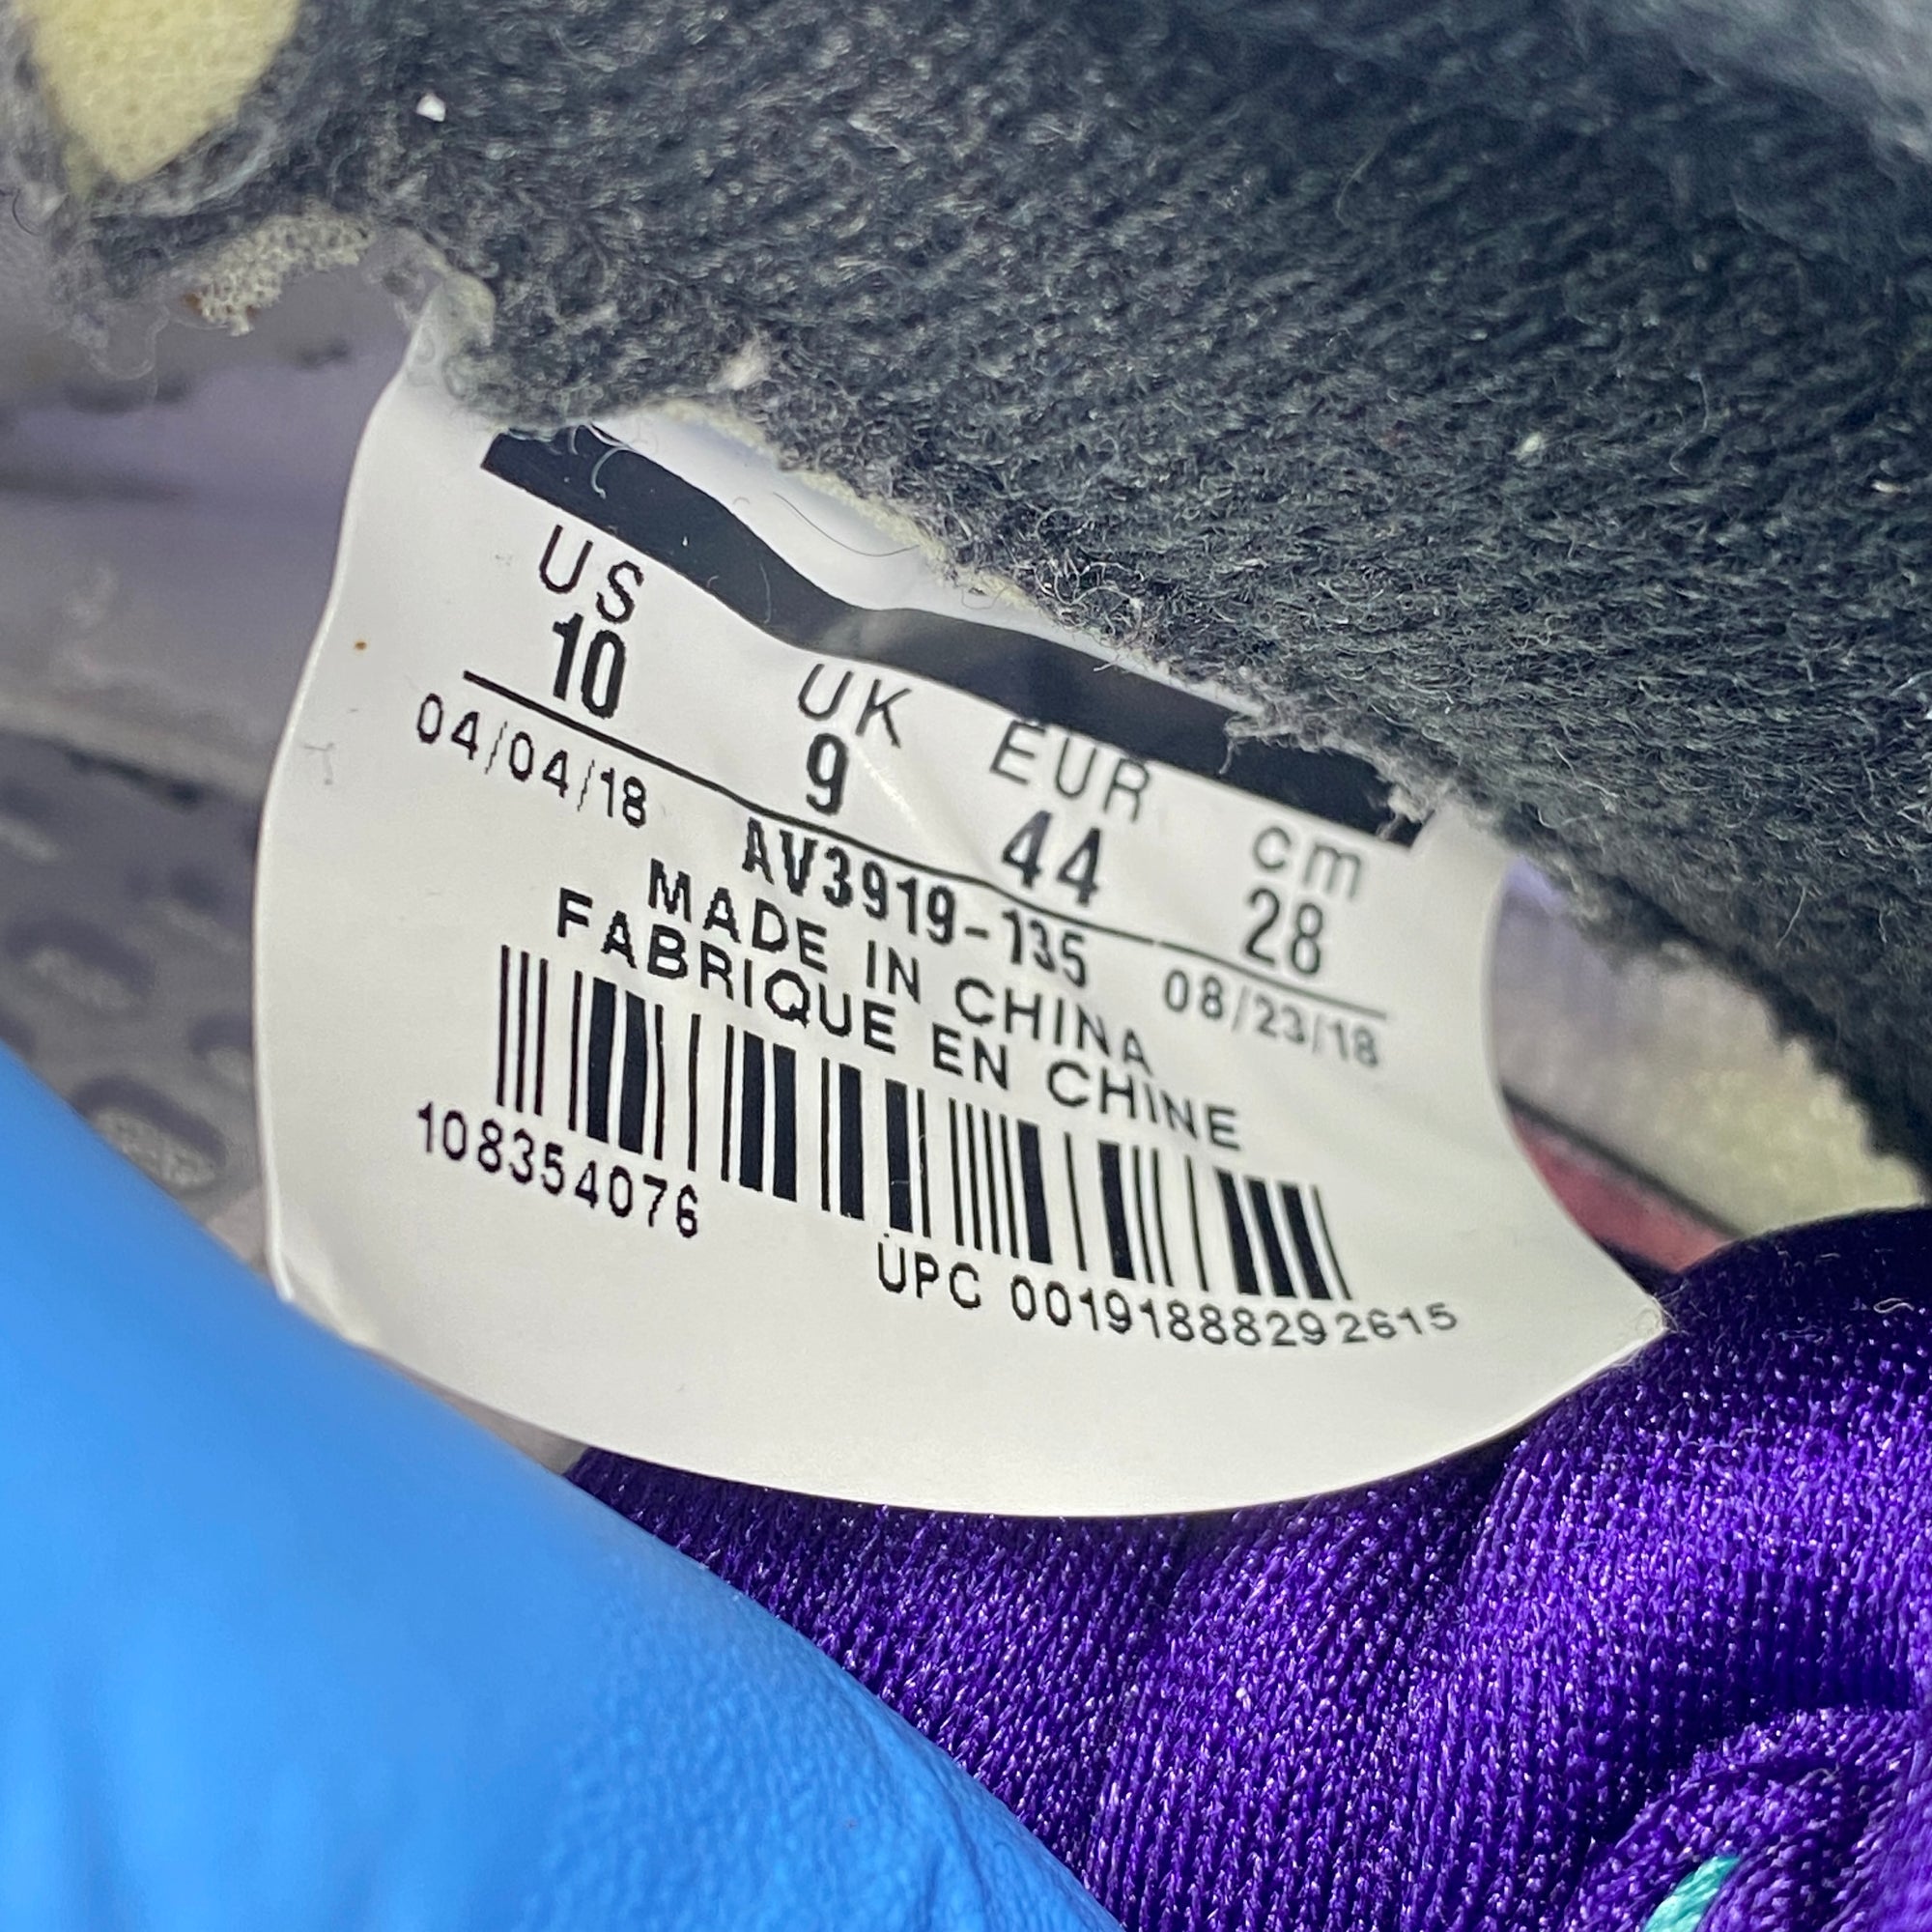 US UK EUR cm
10 9 44 28
04/04/18 AV3919-135 08/23/18
MADE IN CHINA
FABRIQUE EN CHINE
108354076
UPC 00191888292615